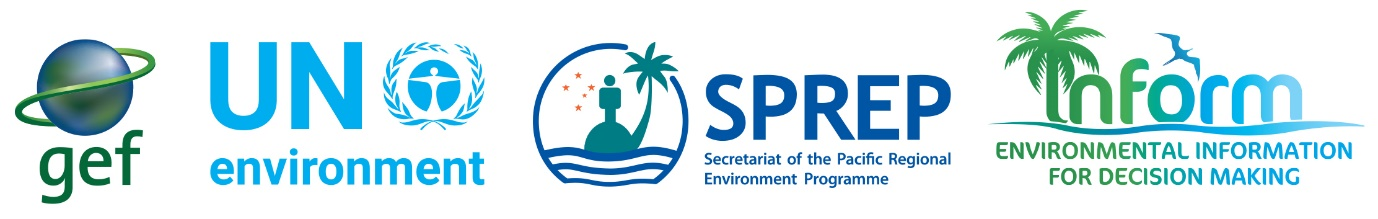 gef
UN
environment
SPREP
Secretariat of the Pacific Regional
Environment Programme
Inform
ENVIRONMENTAL INFORMATION
FOR DECISION MAKING